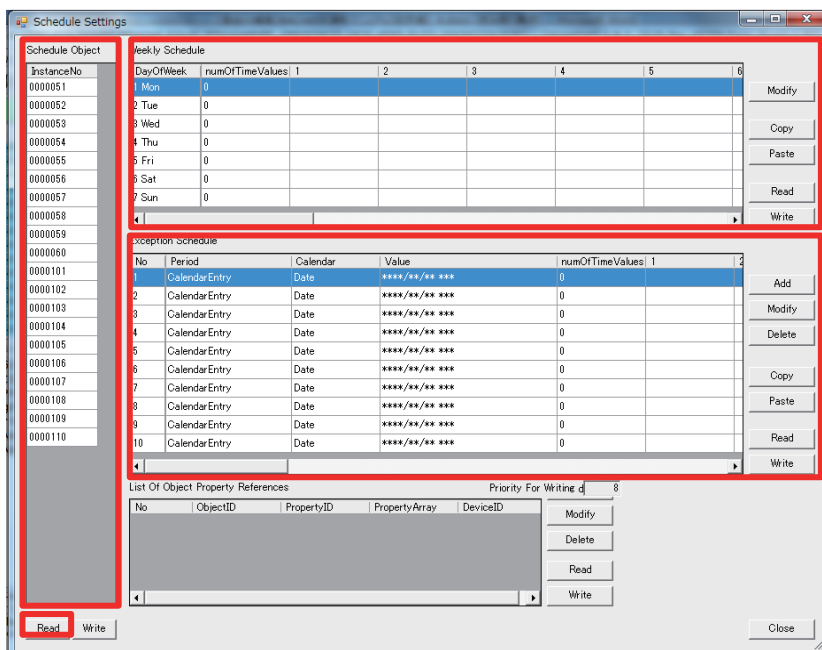 Schedule Settings
Schedule Object
InstanceNo
0000051
0000052
0000053
0000054
0000055
0000056
0000057
0000058
0000059
0000060
0000101
0000102
0000103
0000104
0000105
0000106
0000107
0000108
0000109
0000110
Read Write
Weekly Schedule
DayOfWeek numOfTimeValues 1 2 3 4 5 6
1 Mon 0
2 Tue 0
3 Wed 0
4 Thu 0
5 Fri 0
6 Sat 0
7 Sun 0
Modify
Copy
Paste
Read
Write
Exception Schedule
No Period Calendar Value numOfTimeValues 1 2
1 CalendarEntry Date ****/**/** *** 0
2 CalendarEntry Date ****/**/** *** 0
3 CalendarEntry Date ****/**/** *** 0
4 CalendarEntry Date ****/**/** *** 0
5 CalendarEntry Date ****/**/** *** 0
6 CalendarEntry Date ****/**/** *** 0
7 CalendarEntry Date ****/**/** *** 0
8 CalendarEntry Date ****/**/** *** 0
9 CalendarEntry Date ****/**/** *** 0
10 CalendarEntry Date ****/**/** *** 0
Add
Modify
Delete
Copy
Paste
Read
Write
List Of Object Property References
Priority For Writing d 8
No ObjectID PropertyID PropertyArray DeviceID
Modify
Delete
Read
Write
Close